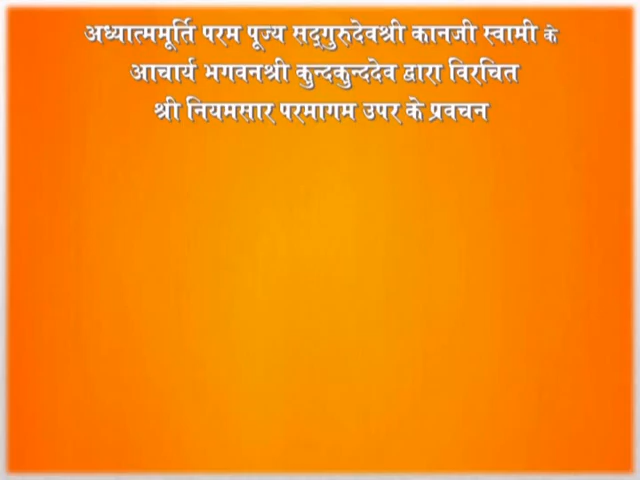 अध्यात्ममूर्ति परम पूज्य सद्‌गुरुदेवश्री कानजी स्वामी के
आचार्य भगवनश्री कुन्दकुन्ददेव द्वारा विरचित
श्री नियमसार परमागम उपर के प्रवचन